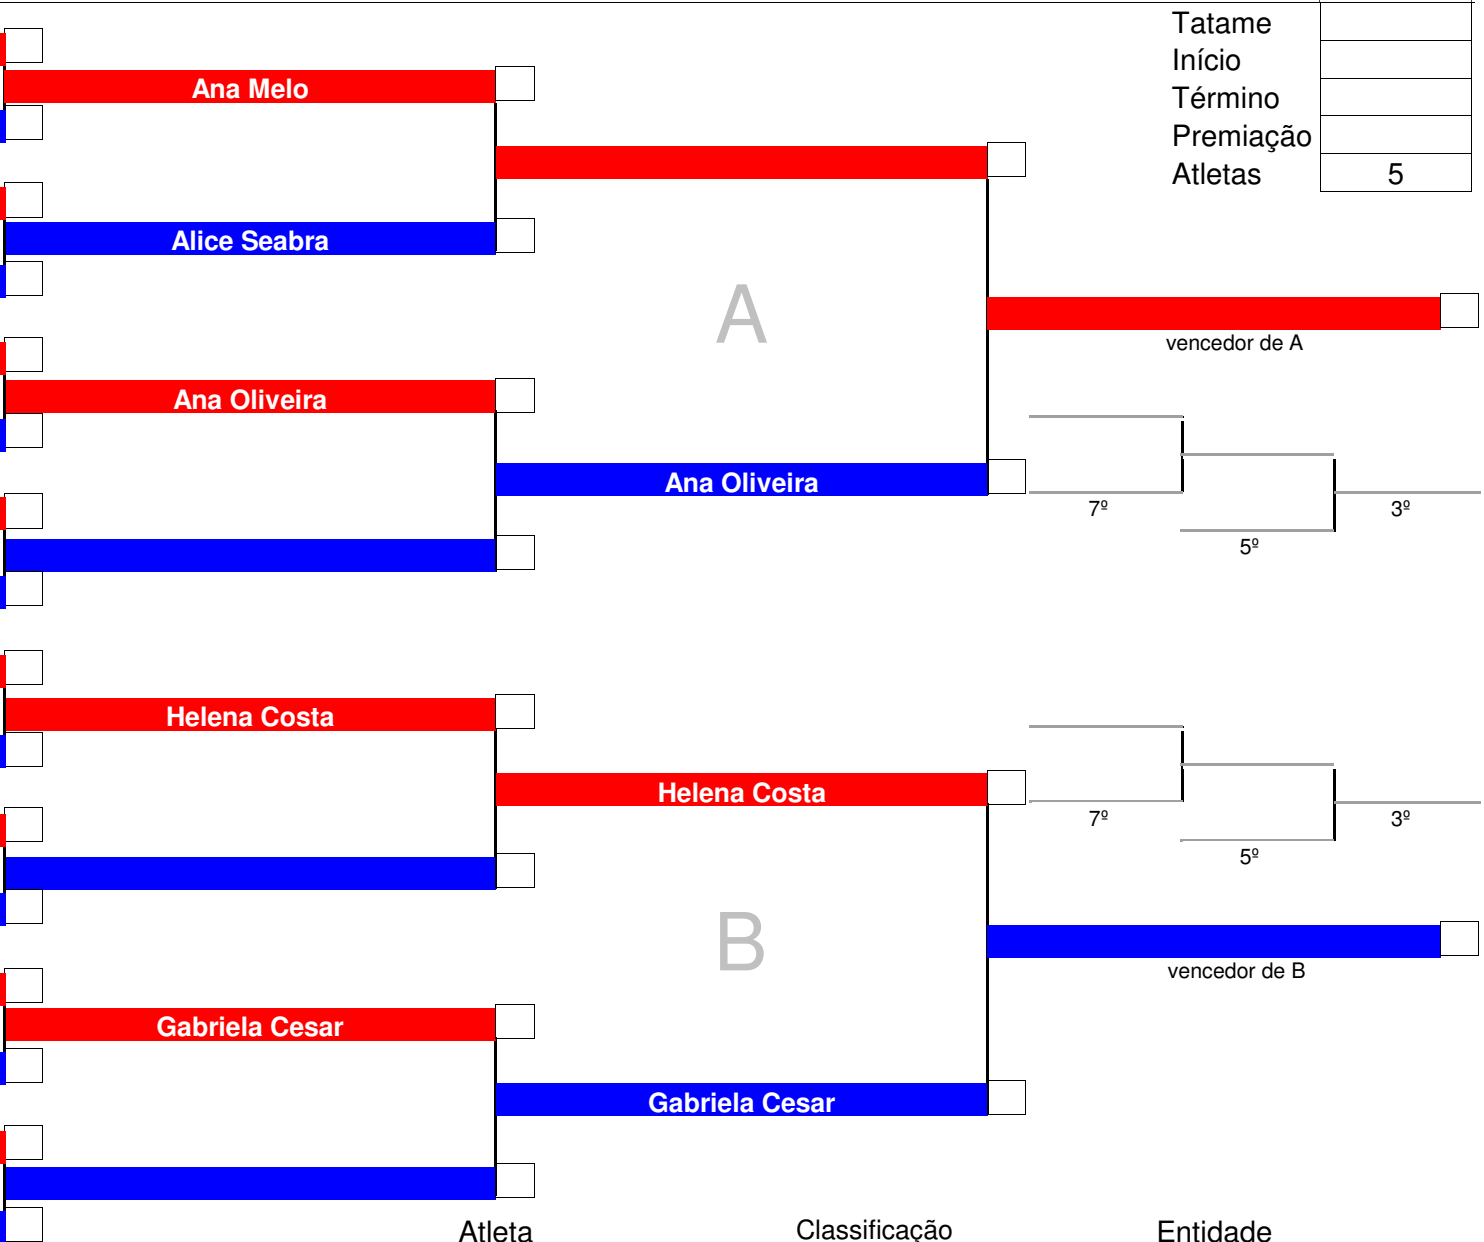 Tatame
Início
Término
Premiação
Atletas 5
Ana Melo
Alice Seabra
A
vencedor de A
Ana Oliveira
Ana Oliveira
7º
3º
5º
Helena Costa
Helena Costa
7º
3º
5º
B
vencedor de B
Gabriela Cesar
Gabriela Cesar
Atleta Classificação Entidade